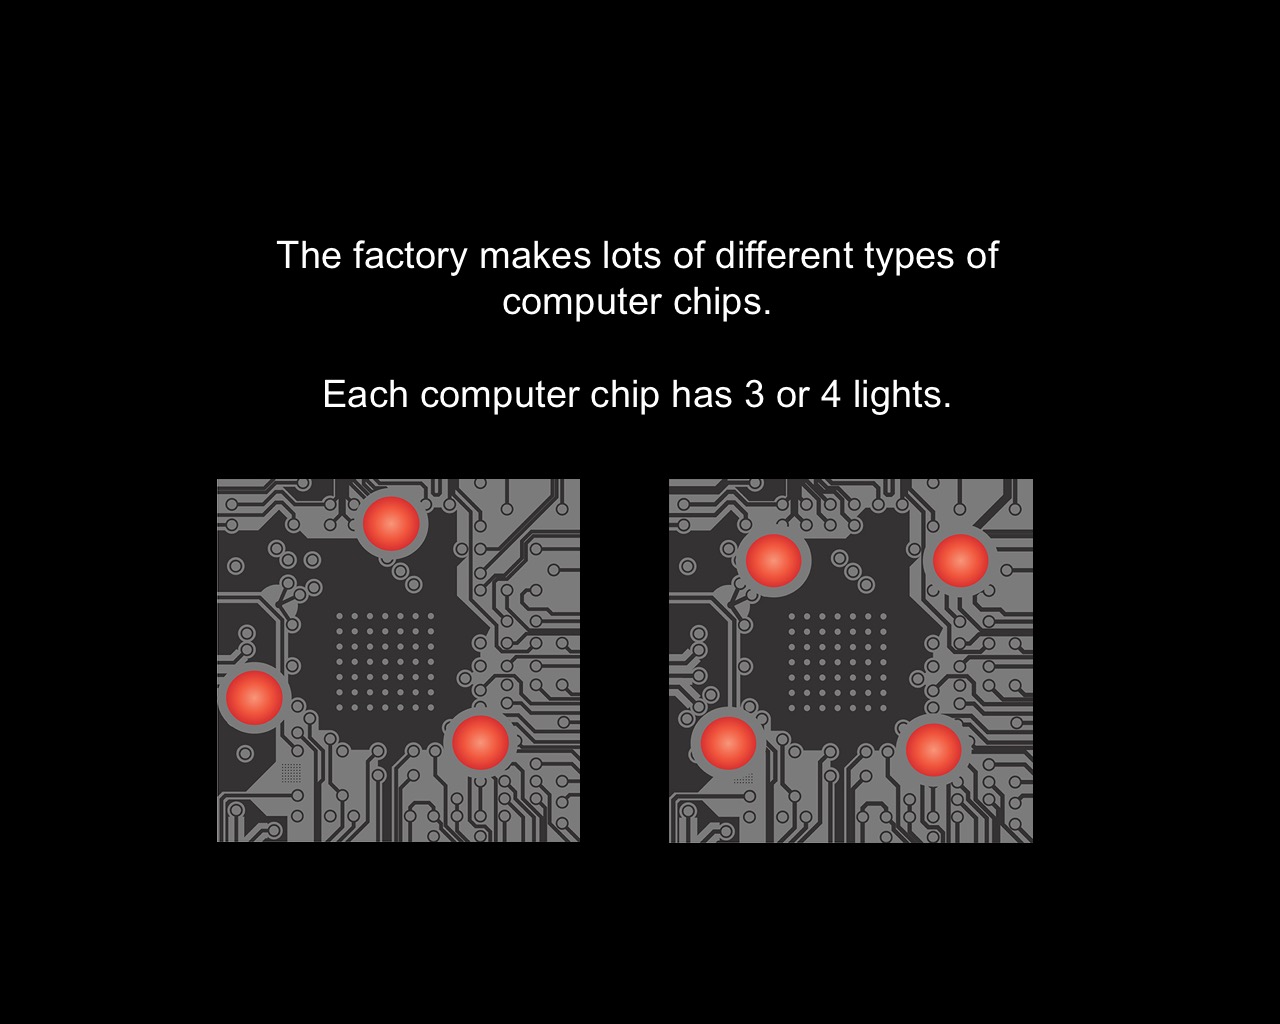 The factory makes lots of different types of
computer chips.
Each computer chip has 3 or 4 lights.